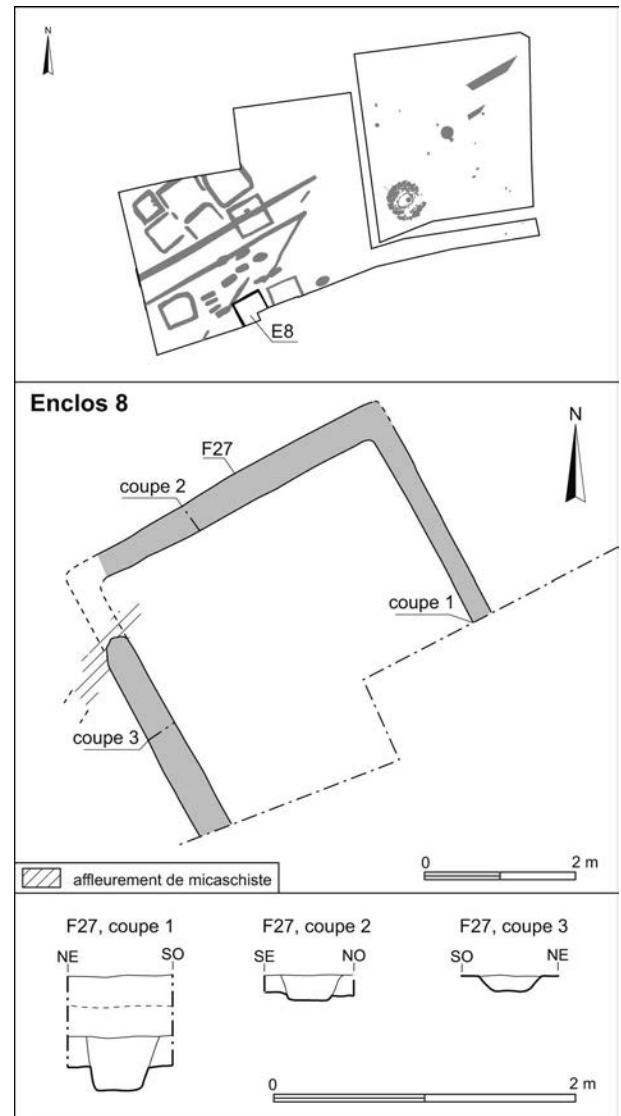 N
E8
Enclos 8
N
F27
coupe 2
coupe 1
coupe 3
affleurement de micaschiste
0 2 m
F27, coupe 1 F27, coupe 2 F27, coupe 3
NE SO SE NO SO NE
0 2 m